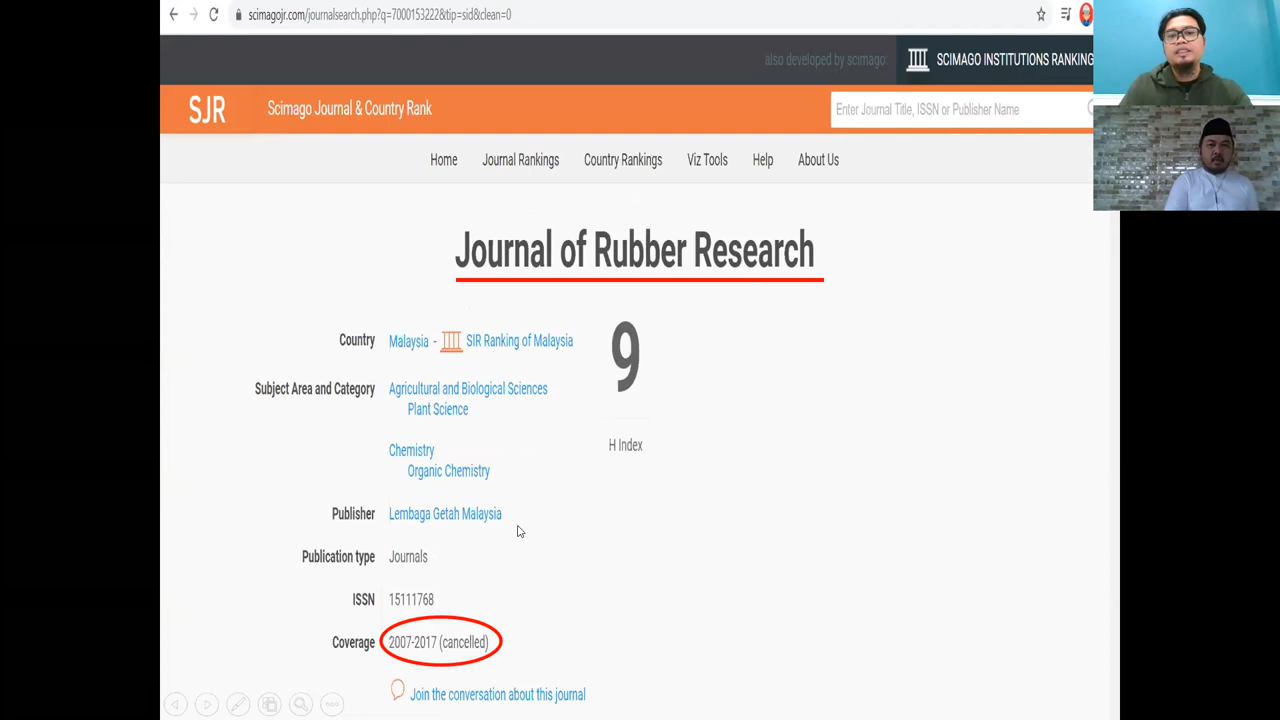 scimagojr.com/journalsearch.php?q=7000153222&tip=sid&clean=0
also developed by scimago
SCIMAGO INSTITUTIONS RANKING
SJR
Scimago Journal & Country Rank
Enter Journal Title, ISSN or Publisher Name
Home
Journal Rankings
Country Rankings
Viz Tools
Help
About Us
Journal of Rubber Research
Country
Malaysia - SIR Ranking of Malaysia
9
H Index
Subject Area and Category
Agricultural and Biological Sciences
Plant Science
Chemistry
Organic Chemistry
Publisher
Lembaga Getah Malaysia
Publication type
Journals
ISSN
15111768
Coverage
2007-2017 (cancelled)
Join the conversation about this journal